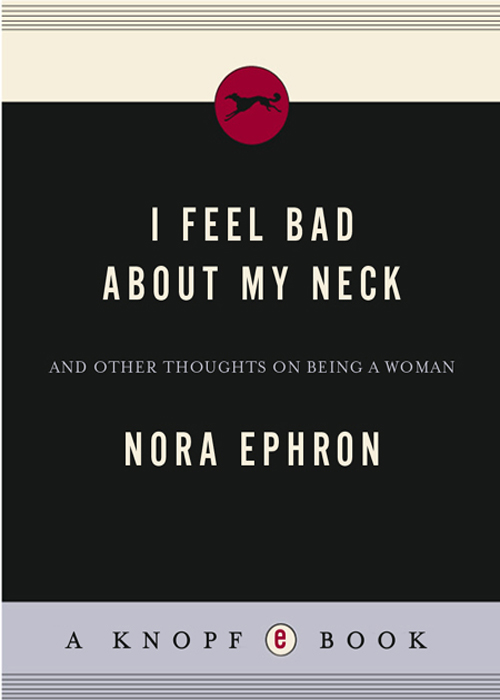 I FEEL BAD
ABOUT MY NECK
AND OTHER THOUGHTS ON BEING A WOMAN
NORA EPHRON
A KNOPF e BOOK